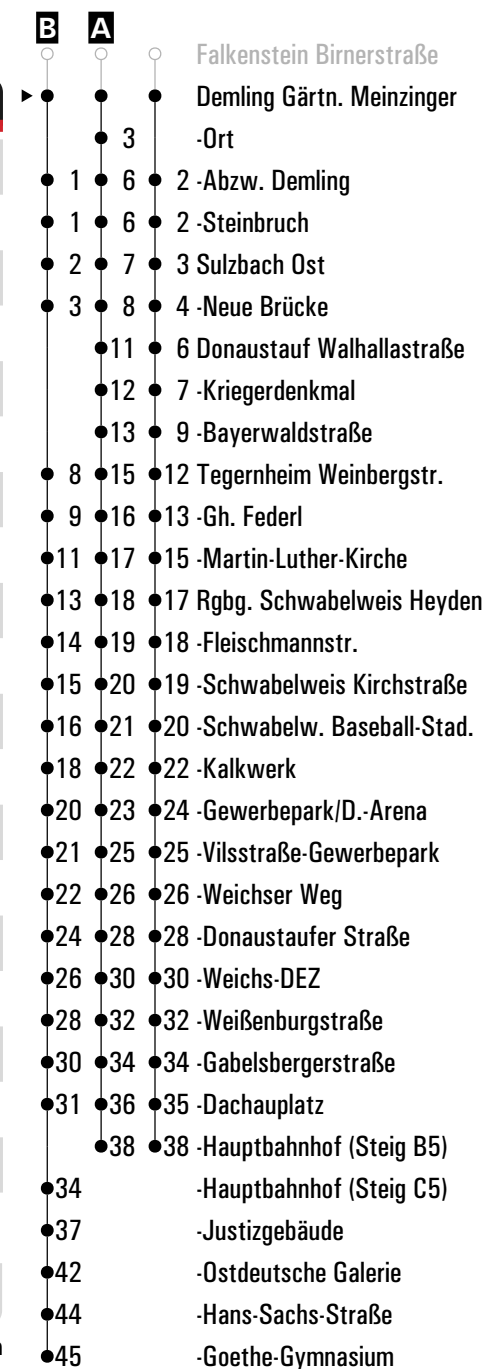 B A
Falkenstein Birnerstraße
Demling Gärtn. Meinzinger
3 -Ort
1 6 2 -Abzw. Demling
1 6 2 -Steinbruch
2 7 3 Sulzbach Ost
3 8 4 -Neue Brücke
11 6 Donaustauf Walhallastraße
12 7 -Kriegerdenkmal
13 9 -Bayerwaldstraße
8 15 12 Tegernheim Weinbergstr.
9 16 13 -Gh. Federl
11 17 15 -Martin-Luther-Kirche
13 18 17 Rgbg. Schwabelweis Heyden
14 19 18 -Fleischmannstr.
15 20 19 -Schwabelweis Kirchstraße
16 21 20 -Schwabelw. Baseball-Stad.
18 22 22 -Kalkwerk
20 23 24 -Gewerbepark/D.-Arena
21 25 25 -Vilsstraße-Gewerbepark
22 26 26 -Weichser Weg
24 28 28 -Donaustaufer Straße
26 30 30 -Weichs-DEZ
28 32 32 -Weißenburgstraße
30 34 34 -Gabelsbergerstraße
31 36 35 -Dachauplatz
38 38 -Hauptbahnhof (Steig B5)
34 -Hauptbahnhof (Steig C5)
37 -Justizgebäude
42 -Ostdeutsche Galerie
44 -Hans-Sachs-Straße
45 -Goethe-Gymnasium